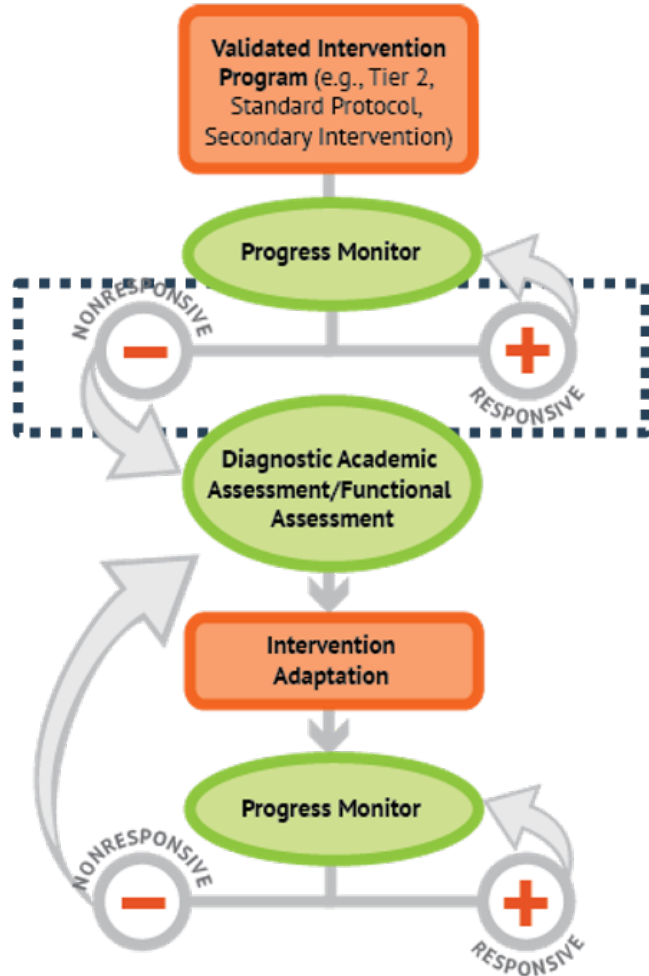 Validated Intervention
Program (e.g., Tier 2,
Standard Protocol,
Secondary Intervention)
Progress Monitor
NONRESPONSIVE
RESPONSIVE
Diagnostic Academic
Assessment/Functional
Assessment
Intervention
Adaptation
Progress Monitor
NONRESPONSIVE
RESPONSIVE